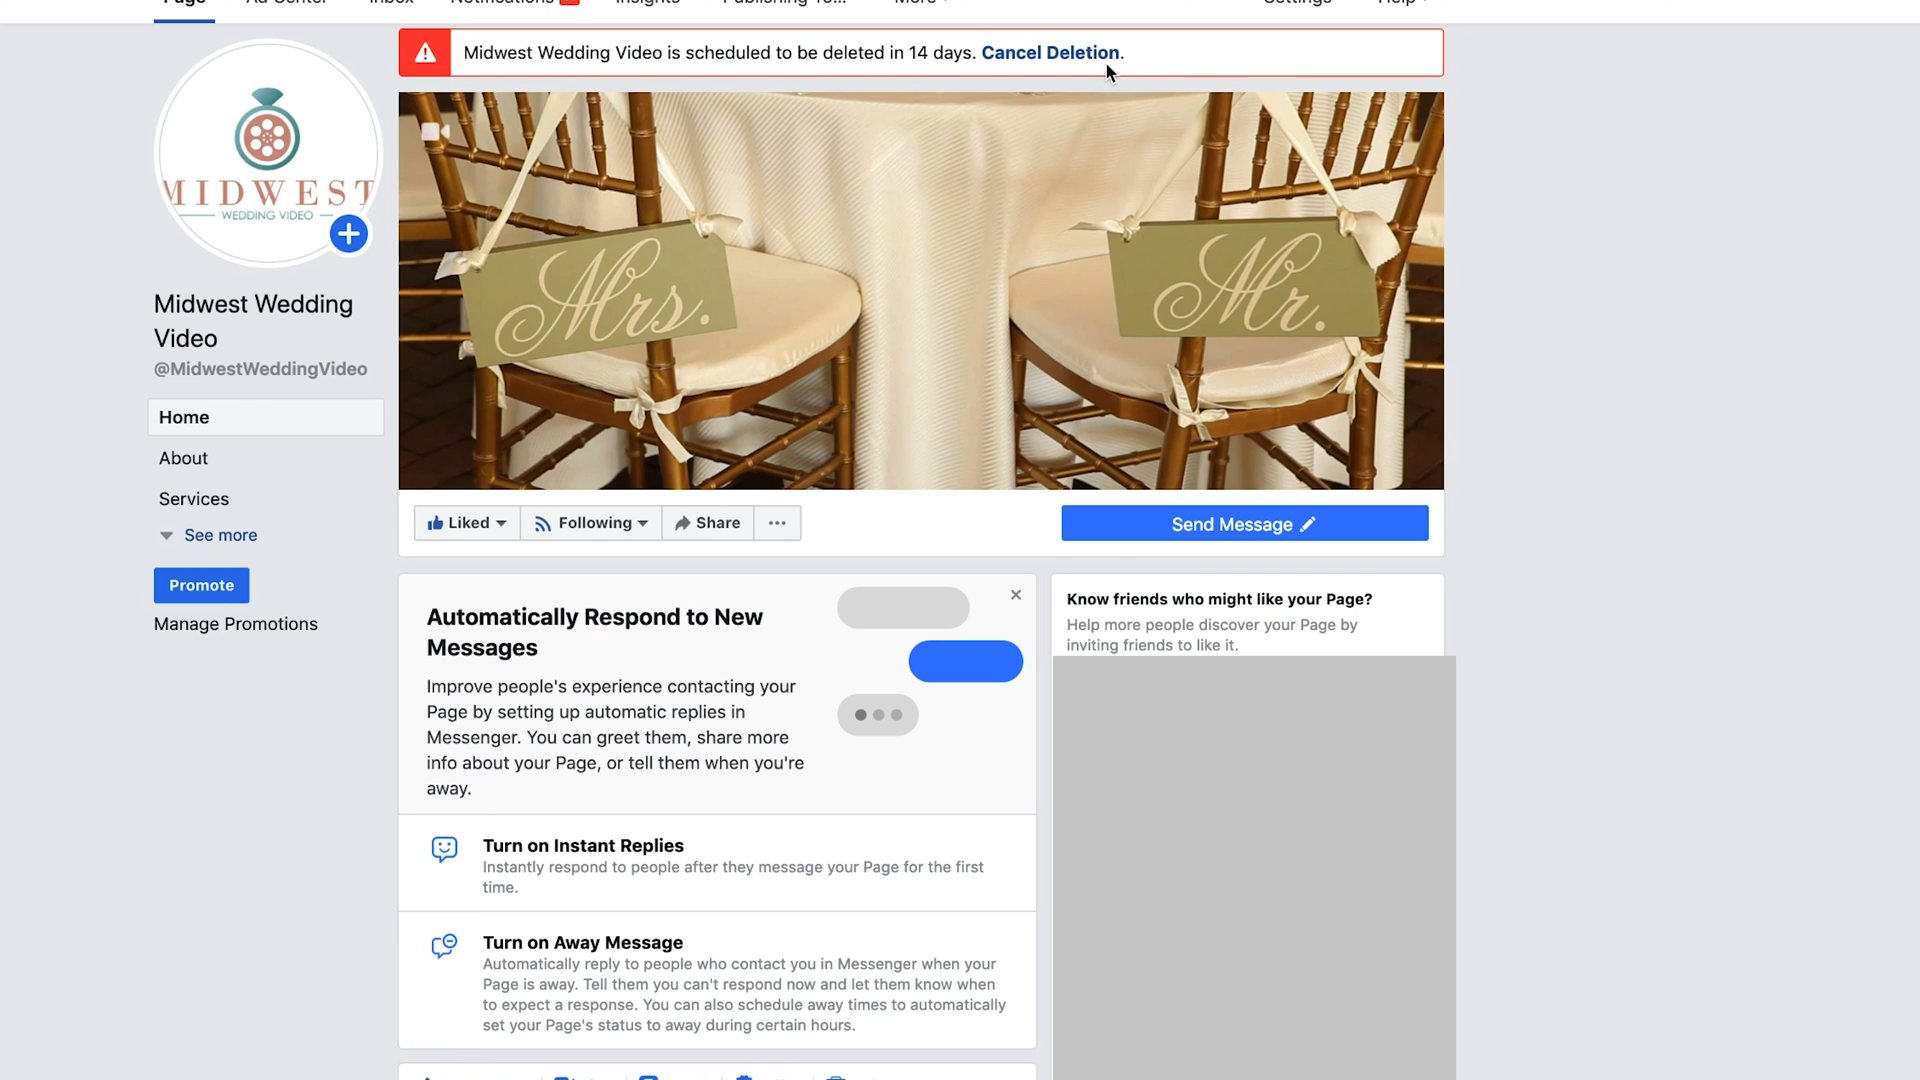 Midwest Wedding Video is scheduled to be deleted in 14 days. Cancel Deletion.
MIDWEST
WEDDING VIDEO
Midwest Wedding
Video
@MidwestWeddingVideo
Home
About
Services
See more
Promote
Manage Promotions
Mrs.
Mr.
Liked
Following
Share
Send Message
Automatically Respond to New
Messages
Improve people's experience contacting your
Page by setting up automatic replies in
Messenger. You can greet them, share more
info about your Page, or tell them when you're
away.
Turn on Instant Replies
Instantly respond to people after they message your Page for the first
time.
Turn on Away Message
Automatically reply to people who contact you in Messenger when your
Page is away. Tell them you can't respond now and let them know when
to expect a response. You can also schedule away times to automatically
set your Page's status to away during certain hours.
Know friends who might like your Page?
Help more people discover your Page by
inviting friends to like it.